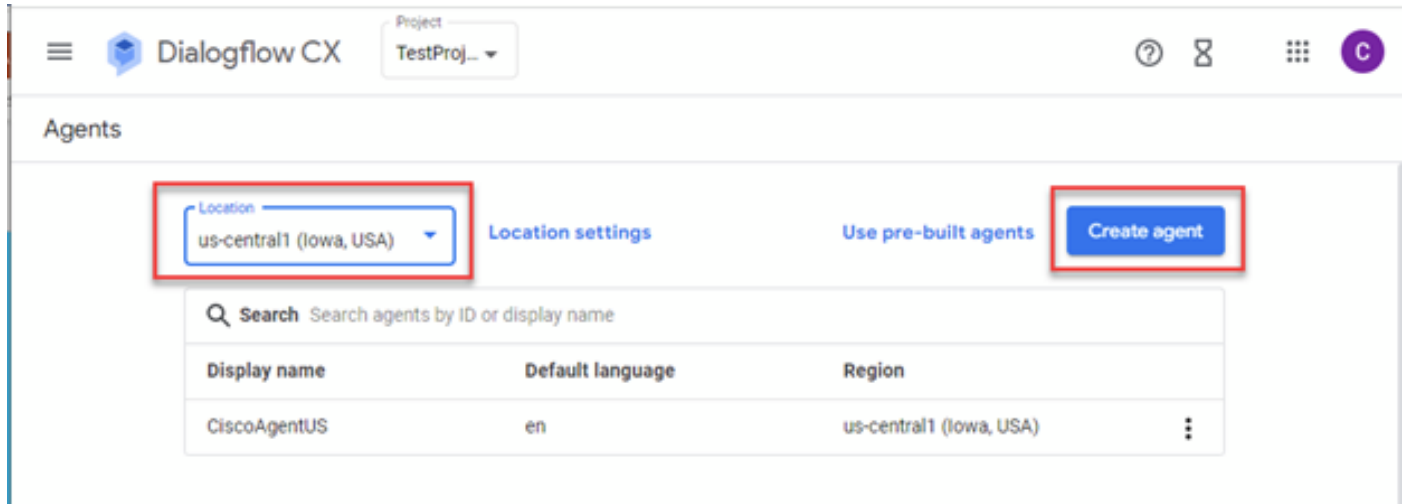 Project
Dialogflow CX TestProj...
C
Agents
Location
us-central1 (Iowa, USA) Location settings Use pre-built agents Create agent
Search Search agents by ID or display name
Display name Default language Region
CiscoAgentUS en us-central1 (Iowa, USA)